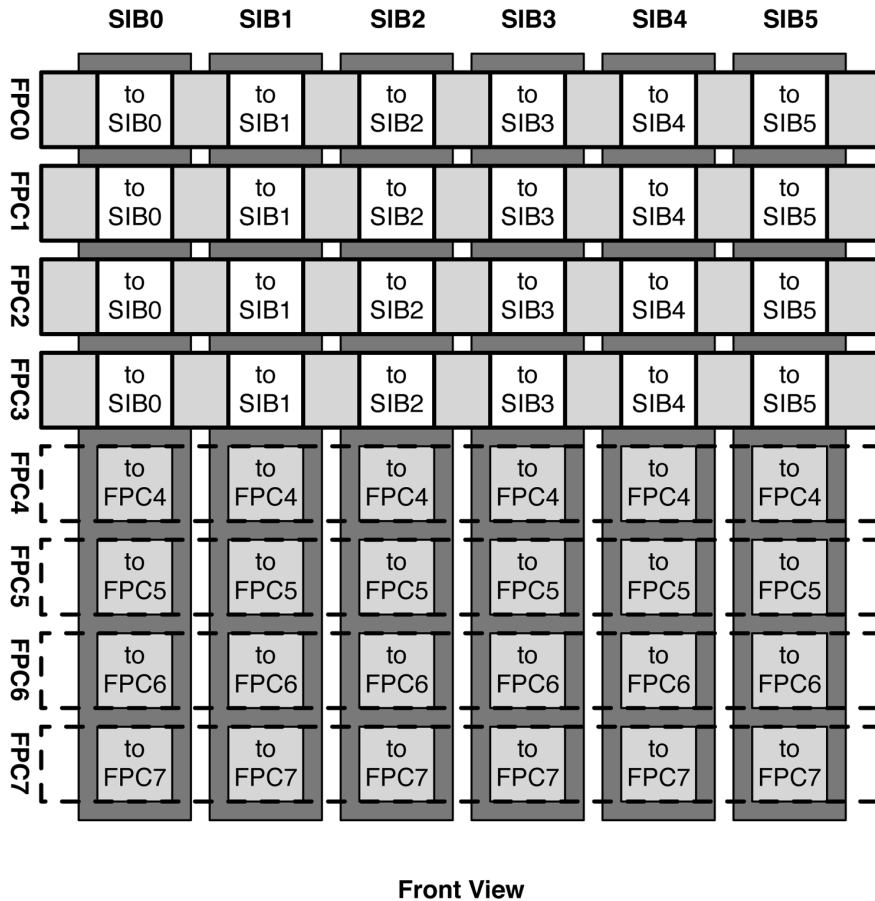 SIB0 SIB1 SIB2 SIB3 SIB4 SIB5
FPC0
to to to to to to
SIB0 SIB1 SIB2 SIB3 SIB4 SIB5
FPC1
to to to to to to
SIB0 SIB1 SIB2 SIB3 SIB4 SIB5
FPC2
to to to to to to
SIB0 SIB1 SIB2 SIB3 SIB4 SIB5
FPC3
to to to to to to
SIB0 SIB1 SIB2 SIB3 SIB4 SIB5
FPC4
to to to to to to
FPC4 FPC4 FPC4 FPC4 FPC4 FPC4
FPC5
to to to to to to
FPC5 FPC5 FPC5 FPC5 FPC5 FPC5
FPC6
to to to to to to
FPC6 FPC6 FPC6 FPC6 FPC6 FPC6
FPC7
to to to to to to
FPC7 FPC7 FPC7 FPC7 FPC7 FPC7
Front View